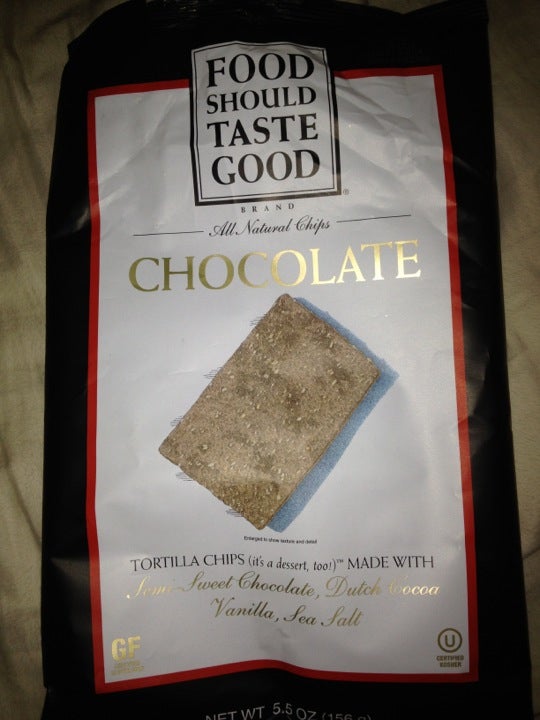 FOOD
SHOULD
TASTE
GOOD
®
BRAND
All Natural Chips
CHOCOLATE
Enlarged to show texture and detail
TORTILLA CHIPS (it's a dessert, too!)™ MADE WITH
Semi-Sweet Chocolate, Dutch Cocoa
Vanilla, Sea Salt
GF
U
CERTIFIED
KOSHER
NET WT 5.5 OZ (156 g)